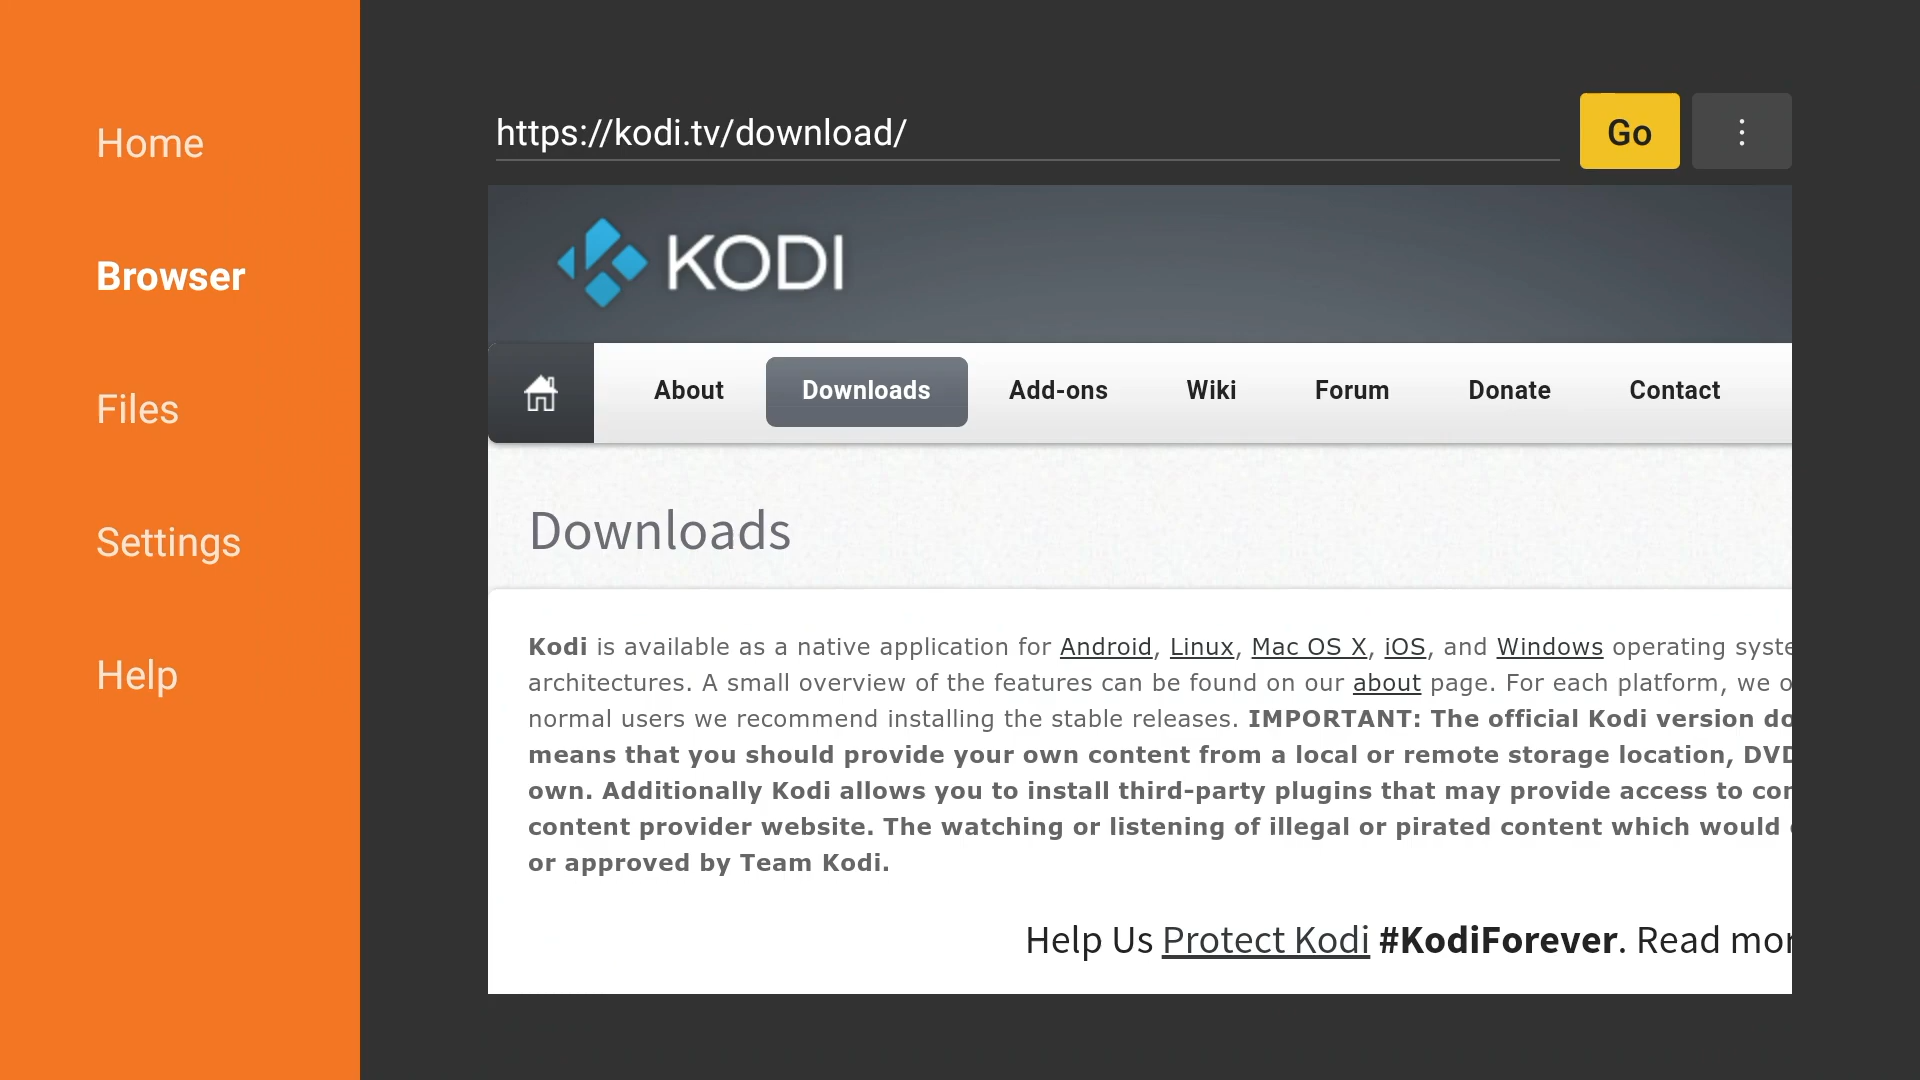 Home
Browser
Files
Settings
Help
https://kodi.tv/download/
Go
KODI
About Downloads Add-ons Wiki Forum Donate Contact
Downloads
Kodi is available as a native application for Android, Linux, Mac OS X, iOS, and Windows operating
architectures. A small overview of the features can be found on our about page. For each platform, we
normal users we recommend installing the stable releases. IMPORTANT: The official Kodi version
means that you should provide your own content from a local or remote storage location, DVD
own. Additionally Kodi allows you to install third-party plugins that may provide access to
content provider website. The watching or listening of illegal or pirated content which would
or approved by Team Kodi.
Help Us Protect Kodi #KodiForever. Read